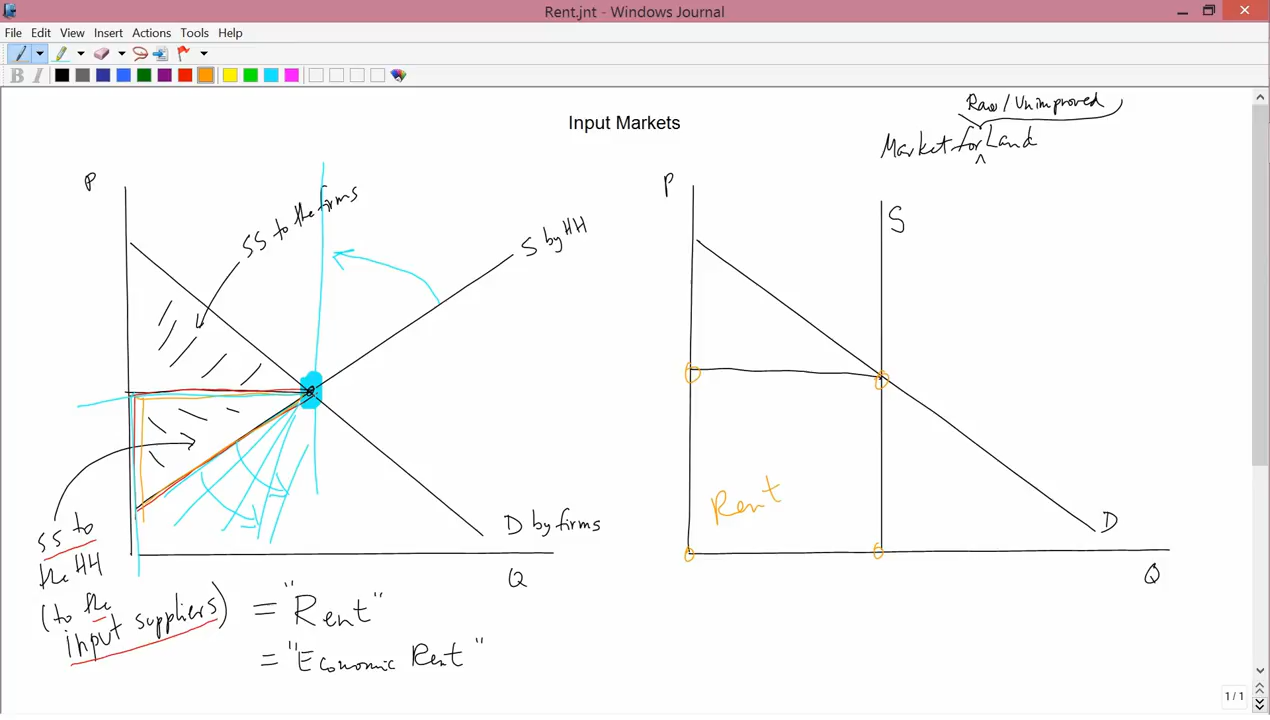 Rent.jnt - Windows Journal
File Edit View Insert Actions Tools Help
B I
Input Markets
P
SS to the firms
S by HH
D by firms
Q
SS to
the HH
(to the
input suppliers)
= "Rent"
= "Economic Rent"
Raw / Unimproved
Market for ^ Land
P
S
Rent
D
Q
1 / 1